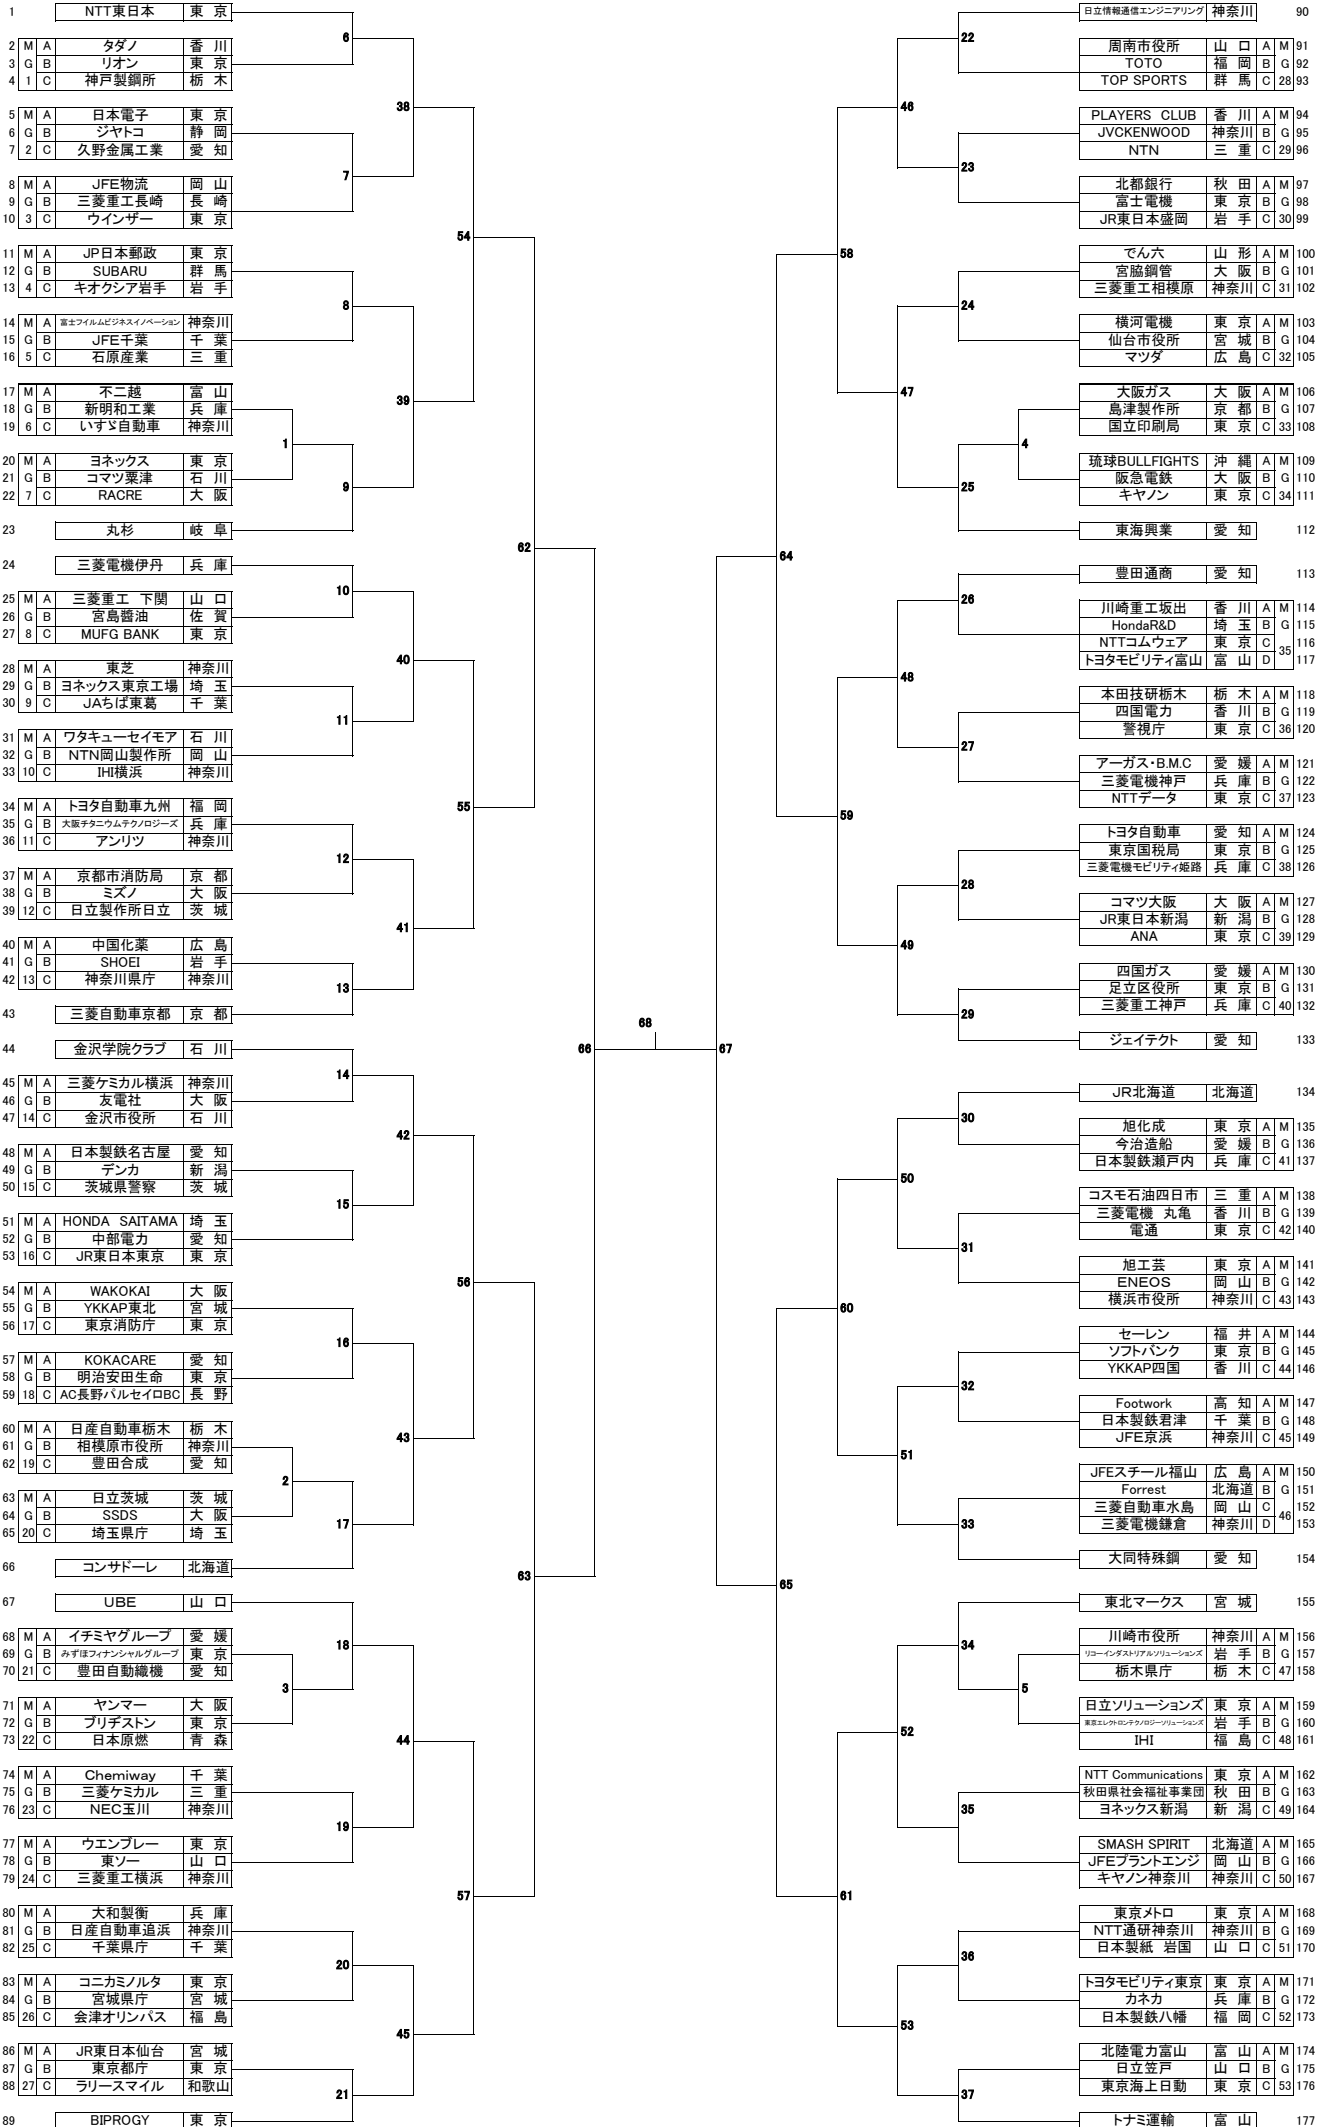 1 NTT東日本 東京
2 M A タダノ 香川
3 G B リオン 東京
4 1 C 神戸製鋼所 栃木
5 M A 日本電子 東京
6 G B ジヤトコ 静岡
7 2 C 久野金属工業 愛知
8 M A JFE物流 岡山
9 G B 三菱重工長崎 長崎
10 3 C ウインザー 東京
11 M A JP日本郵政 東京
12 G B SUBARU 群馬
13 4 C キオクシア岩手 岩手
14 M A 富士フイルムビジネスイノベーション 神奈川
15 G B JFE千葉 千葉
16 5 C 石原産業 三重
17 M A 不二越 富山
18 G B 新明和工業 兵庫
19 6 C いすゞ自動車 神奈川
20 M A ヨネックス 東京
21 G B コマツ粟津 石川
22 7 C RACRE 大阪
23 丸杉 岐阜
24 三菱電機伊丹 兵庫
25 M A 三菱重工 下関 山口
26 G B 宮島醬油 佐賀
27 8 C MUFG BANK 東京
28 M A 東芝 神奈川
29 G B ヨネックス東京工場 埼玉
30 9 C JAちば東葛 千葉
31 M A ワタキューセイモア 石川
32 G B NTN岡山製作所 岡山
33 10 C IHI横浜 神奈川
34 M A トヨタ自動車九州 福岡
35 G B 大阪チタニウムテクノロジーズ 兵庫
36 11 C アンリツ 神奈川
37 M A 京都市消防局 京都
38 G B ミズノ 大阪
39 12 C 日立製作所日立 茨城
40 M A 中国化薬 広島
41 G B SHOEI 岩手
42 13 C 神奈川県庁 神奈川
43 三菱自動車京都 京都
44 金沢学院クラブ 石川
45 M A 三菱ケミカル横浜 神奈川
46 G B 友電社 大阪
47 14 C 金沢市役所 石川
48 M A 日本製鉄名古屋 愛知
49 G B デンカ 新潟
50 15 C 茨城県警察 茨城
51 M A HONDA SAITAMA 埼玉
52 G B 中部電力 愛知
53 16 C JR東日本東京 東京
54 M A WAKOKAI 大阪
55 G B YKKAP東北 宮城
56 17 C 東京消防庁 東京
57 M A KOKACARE 愛知
58 G B 明治安田生命 東京
59 18 C AC長野パルセイロBC 長野
60 M A 日産自動車栃木 栃木
61 G B 相模原市役所 神奈川
62 19 C 豊田合成 愛知
63 M A 日立茨城 茨城
64 G B SSDS 大阪
65 20 C 埼玉県庁 埼玉
66 コンサドーレ 北海道
67 UBE 山口
68 M A イチミヤグループ 愛媛
69 G B みずほフィナンシャルグループ 東京
70 21 C 豊田自動織機 愛知
71 M A ヤンマー 大阪
72 G B ブリヂストン 東京
73 22 C 日本原燃 青森
74 M A Chemiway 千葉
75 G B 三菱ケミカル 三重
76 23 C NEC玉川 神奈川
77 M A ウエンブレー 東京
78 G B 東ソー 山口
79 24 C 三菱重工横浜 神奈川
80 M A 大和製衡 兵庫
81 G B 日産自動車追浜 神奈川
82 25 C 千葉県庁 千葉
83 M A コニカミノルタ 東京
84 G B 宮城県庁 宮城
85 26 C 会津オリンパス 福島
86 M A JR東日本仙台 宮城
87 G B 東京都庁 東京
88 27 C ラリースマイル 和歌山
89 BIPROGY 東京
6
7
8
1
9
10
11
12
13
14
15
16
2
17
18
3
19
20
21
38
39
40
41
42
43
44
45
54
55
56
57
62
63
66
68
67
64
65
58
59
60
61
46
47
48
49
50
51
52
53
22
23
24
4
25
26
27
28
29
30
31
32
33
34
5
35
36
37
日立情報通信エンジニアリング 神奈川 90
周南市役所 山口 A M 91
TOTO 福岡 B G 92
TOP SPORTS 群馬 C 28 93
PLAYERS CLUB 香川 A M 94
JVCKENWOOD 神奈川 B G 95
NTN 三重 C 29 96
北都銀行 秋田 A M 97
富士電機 東京 B G 98
JR東日本盛岡 岩手 C 30 99
でん六 山形 A M 100
宮脇鋼管 大阪 B G 101
三菱重工相模原 神奈川 C 31 102
横河電機 東京 A M 103
仙台市役所 宮城 B G 104
マツダ 広島 C 32 105
大阪ガス 大阪 A M 106
島津製作所 京都 B G 107
国立印刷局 東京 C 33 108
琉球BULLFIGHTS 沖縄 A M 109
阪急電鉄 大阪 B G 110
キヤノン 東京 C 34 111
東海興業 愛知 112
豊田通商 愛知 113
川崎重工坂出 香川 A M 114
HondaR&D 埼玉 B G 115
NTTコムウェア 東京 C 116
35
トヨタモビリティ富山 富山 D 117
本田技研栃木 栃木 A M 118
四国電力 香川 B G 119
警視庁 東京 C 36 120
アーガス・B.M.C 愛媛 A M 121
三菱電機神戸 兵庫 B G 122
NTTデータ 東京 C 37 123
トヨタ自動車 愛知 A M 124
東京国税局 東京 B G 125
三菱電機モビリティ姫路 兵庫 C 38 126
コマツ大阪 大阪 A M 127
JR東日本新潟 新潟 B G 128
ANA 東京 C 39 129
四国ガス 愛媛 A M 130
足立区役所 東京 B G 131
三菱重工神戸 兵庫 C 40 132
ジェイテクト 愛知 133
JR北海道 北海道 134
旭化成 東京 A M 135
今治造船 愛媛 B G 136
日本製鉄瀬戸内 兵庫 C 41 137
コスモ石油四日市 三重 A M 138
三菱電機 丸亀 香川 B G 139
電通 東京 C 42 140
旭工芸 東京 A M 141
ENEOS 岡山 B G 142
横浜市役所 神奈川 C 43 143
セーレン 福井 A M 144
ソフトバンク 東京 B G 145
YKKAP四国 香川 C 44 146
Footwork 高知 A M 147
日本製鉄君津 千葉 B G 148
JFE京浜 神奈川 C 45 149
JFEスチール福山 広島 A M 150
Forrest 北海道 B G 151
三菱自動車水島 岡山 C 152
46
三菱電機鎌倉 神奈川 D 153
大同特殊鋼 愛知 154
東北マークス 宮城 155
川崎市役所 神奈川 A M 156
リコーインダストリアルソリューションズ 岩手 B G 157
栃木県庁 栃木 C 47 158
日立ソリューションズ 東京 A M 159
東京エレクトロンテクノロジーソリューションズ 岩手 B G 160
IHI 福島 C 48 161
NTT Communications 東京 A M 162
秋田県社会福祉事業団 秋田 B G 163
ヨネックス新潟 新潟 C 49 164
SMASH SPIRIT 北海道 A M 165
JFEプラントエンジ 岡山 B G 166
キヤノン神奈川 神奈川 C 50 167
東京メトロ 東京 A M 168
NTT通研神奈川 神奈川 B G 169
日本製紙 岩国 山口 C 51 170
トヨタモビリティ東京 東京 A M 171
カネカ 兵庫 B G 172
日本製鉄八幡 福岡 C 52 173
北陸電力富山 富山 A M 174
日立笠戸 山口 B G 175
東京海上日動 東京 C 53 176
トナミ運輸 富山 177